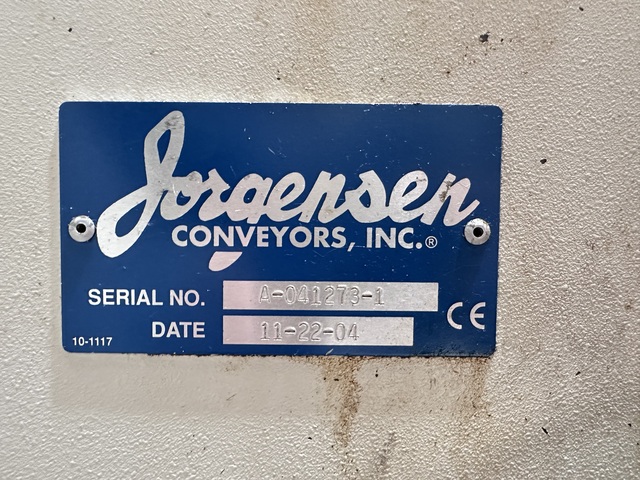 Jorgensen
CONVEYORS, INC.®
SERIAL NO. A-041273-1
DATE 11-22-04
CE
10-1117